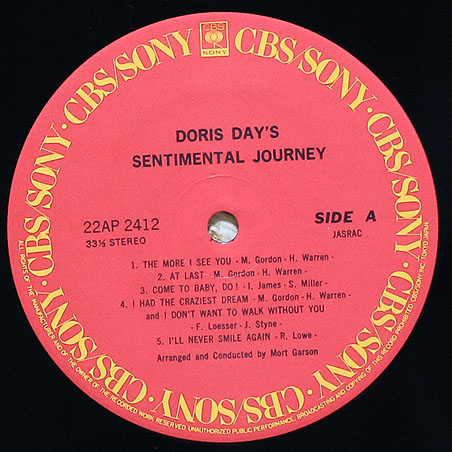 CBS
SONY
CBS/SONY · CBS/SONY · CBS/SONY · CBS/SONY · CBS/SONY · CBS/SONY · CBS/SONY
DORIS DAY'S
SENTIMENTAL JOURNEY
22AP 2412
33⅓ STEREO
SIDE A
JASRAC
1. THE MORE I SEE YOU - M. Gordon - H. Warren -
2. AT LAST - M. Gordon - H. Warren -
3. COME TO BABY, DO! - I. James - S. Miller -
4. I HAD THE CRAZIEST DREAM - M. Gordon - H. Warren -
and I DON'T WANT TO WALK WITHOUT YOU
- F. Loesser - J. Styne -
5. I'LL NEVER SMILE AGAIN - R. Lowe -
Arranged and Conducted by Mort Garson
ALL RIGHTS OF THE MANUFACTURER AND OF THE OWNER OF THE RECORDED WORK RESERVED. UNAUTHORIZED PUBLIC PERFORMANCE, BROADCASTING AND COPYING OF THIS RECORD PROHIBITED. CBS/SONY INC. TOKYO JAPAN